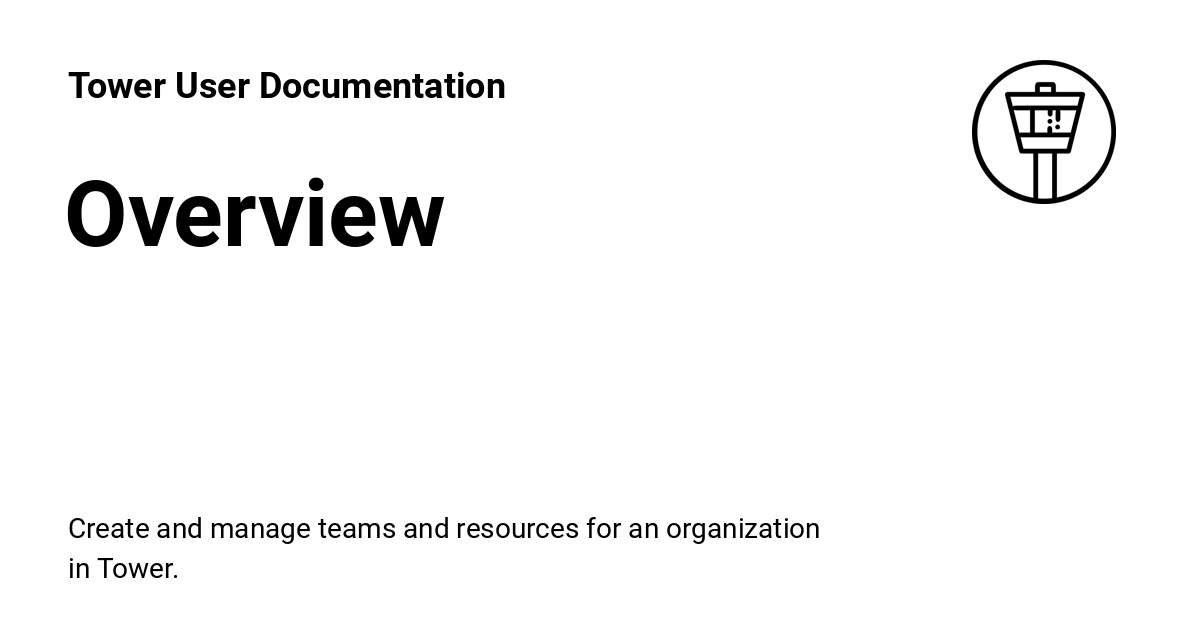 Tower User Documentation
Overview
Create and manage teams and resources for an organization
in Tower.